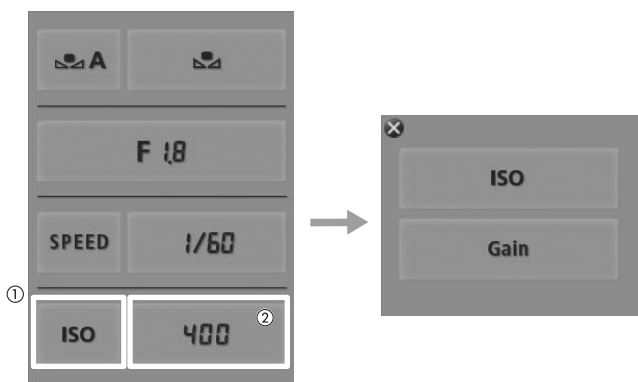 A
F 1.8
SPEED 1/60
①
ISO 400 ②
ISO
Gain